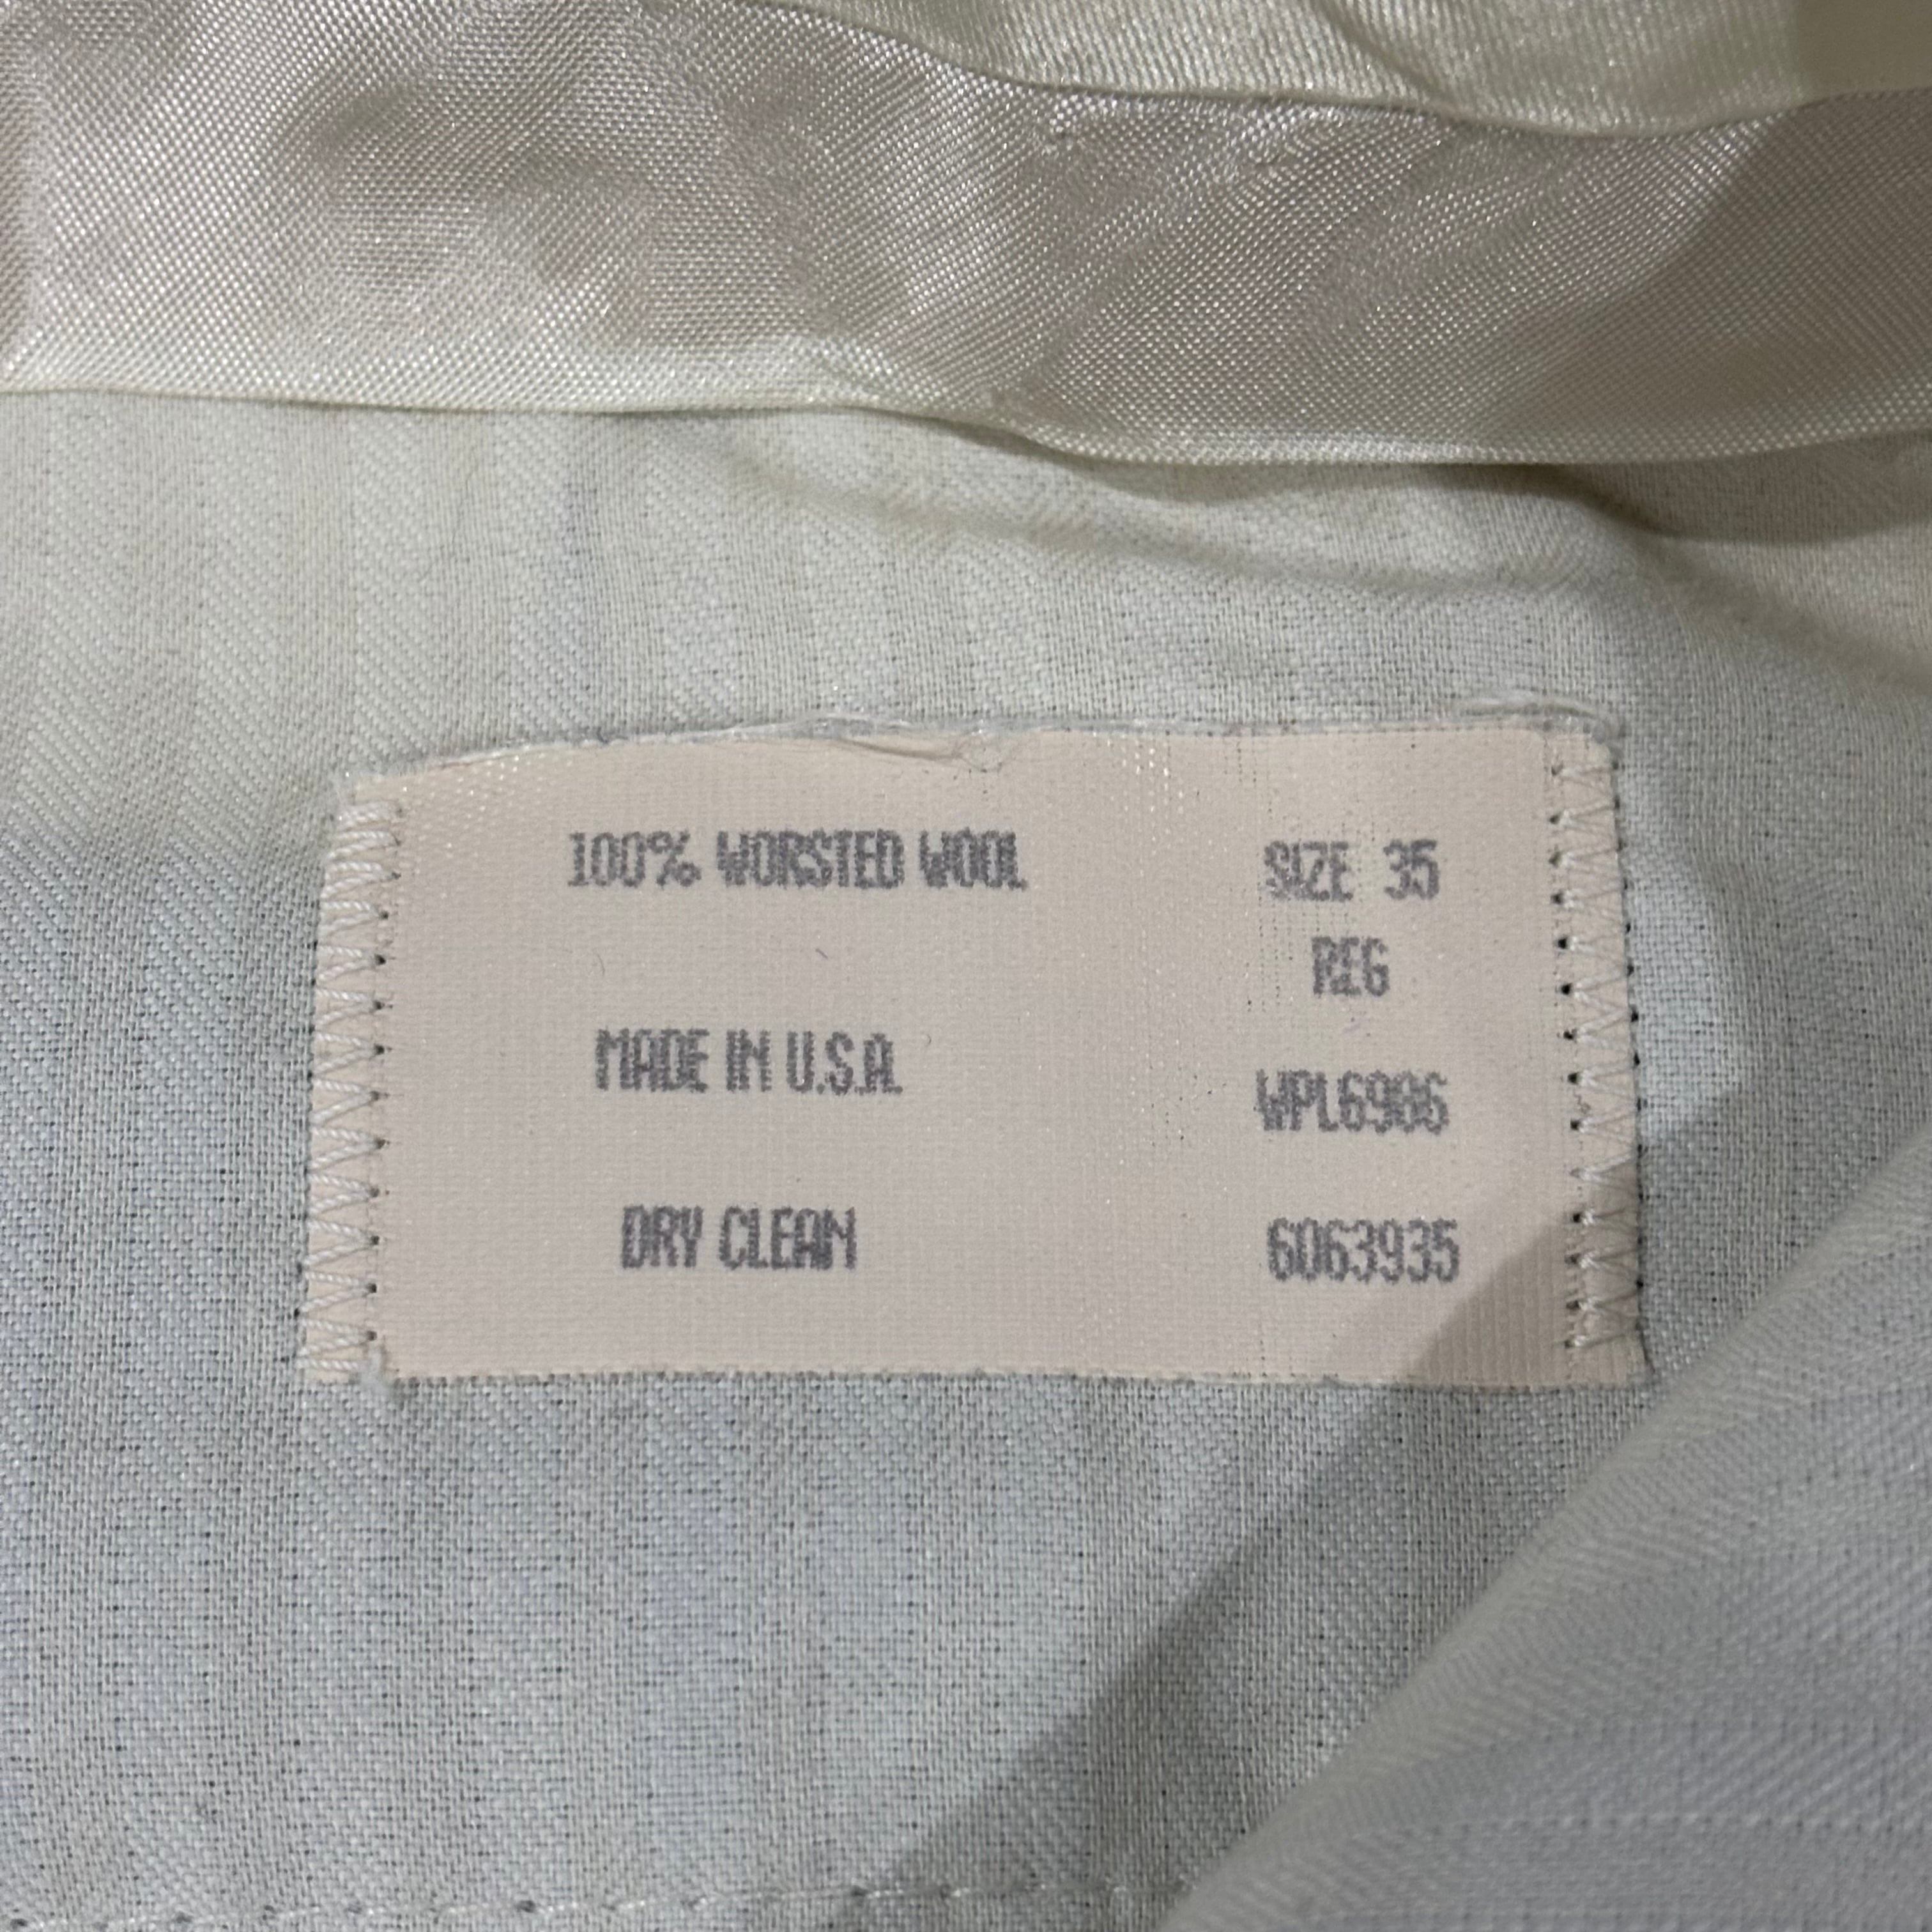 100% WORSTED WOOL
MADE IN U.S.A.
DRY CLEAN
SIZE 35
REG
WPL6986
6063935